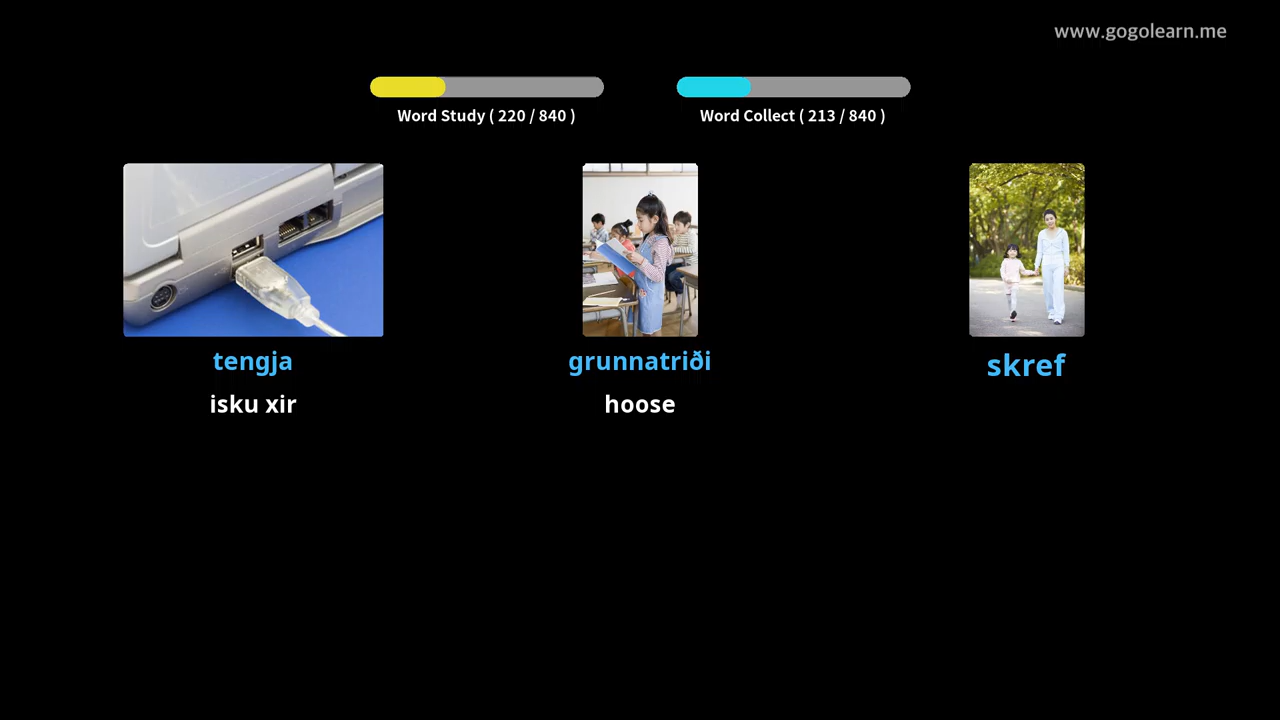 www.gogolearn.me
Word Study ( 220 / 840 )
Word Collect ( 213 / 840 )
tengja
grunnatriði
skref
isku xir
hoose